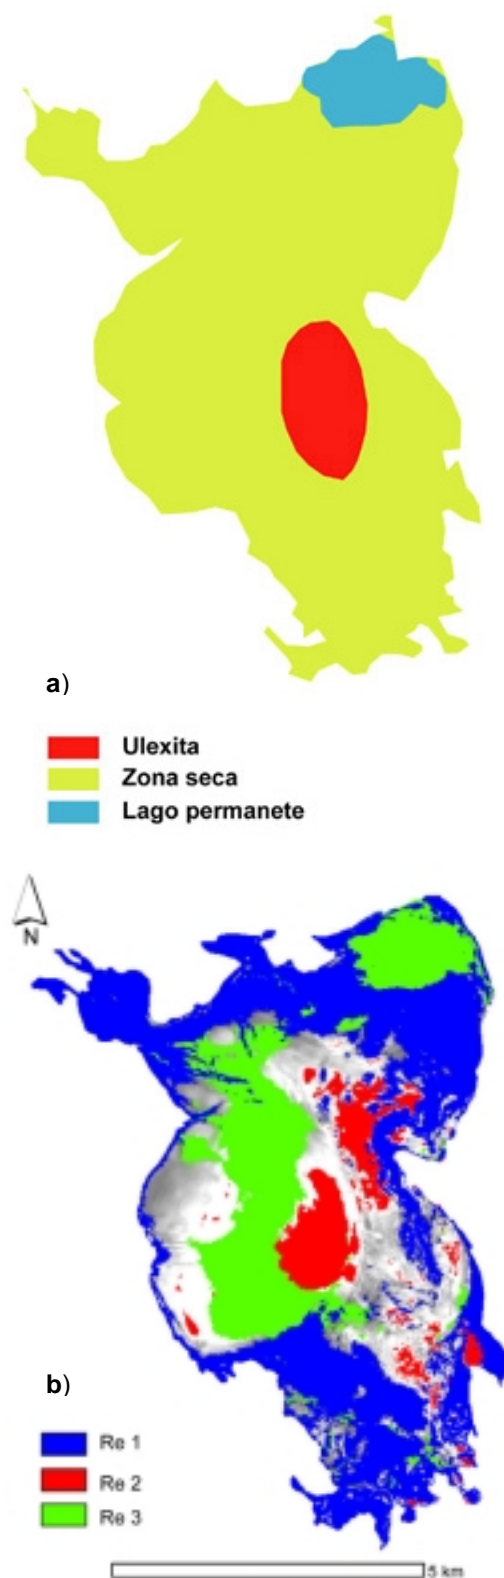 a)
Ulexita
Zona seca
Lago permanete
N
b)
Re 1
Re 2
Re 3
5 km